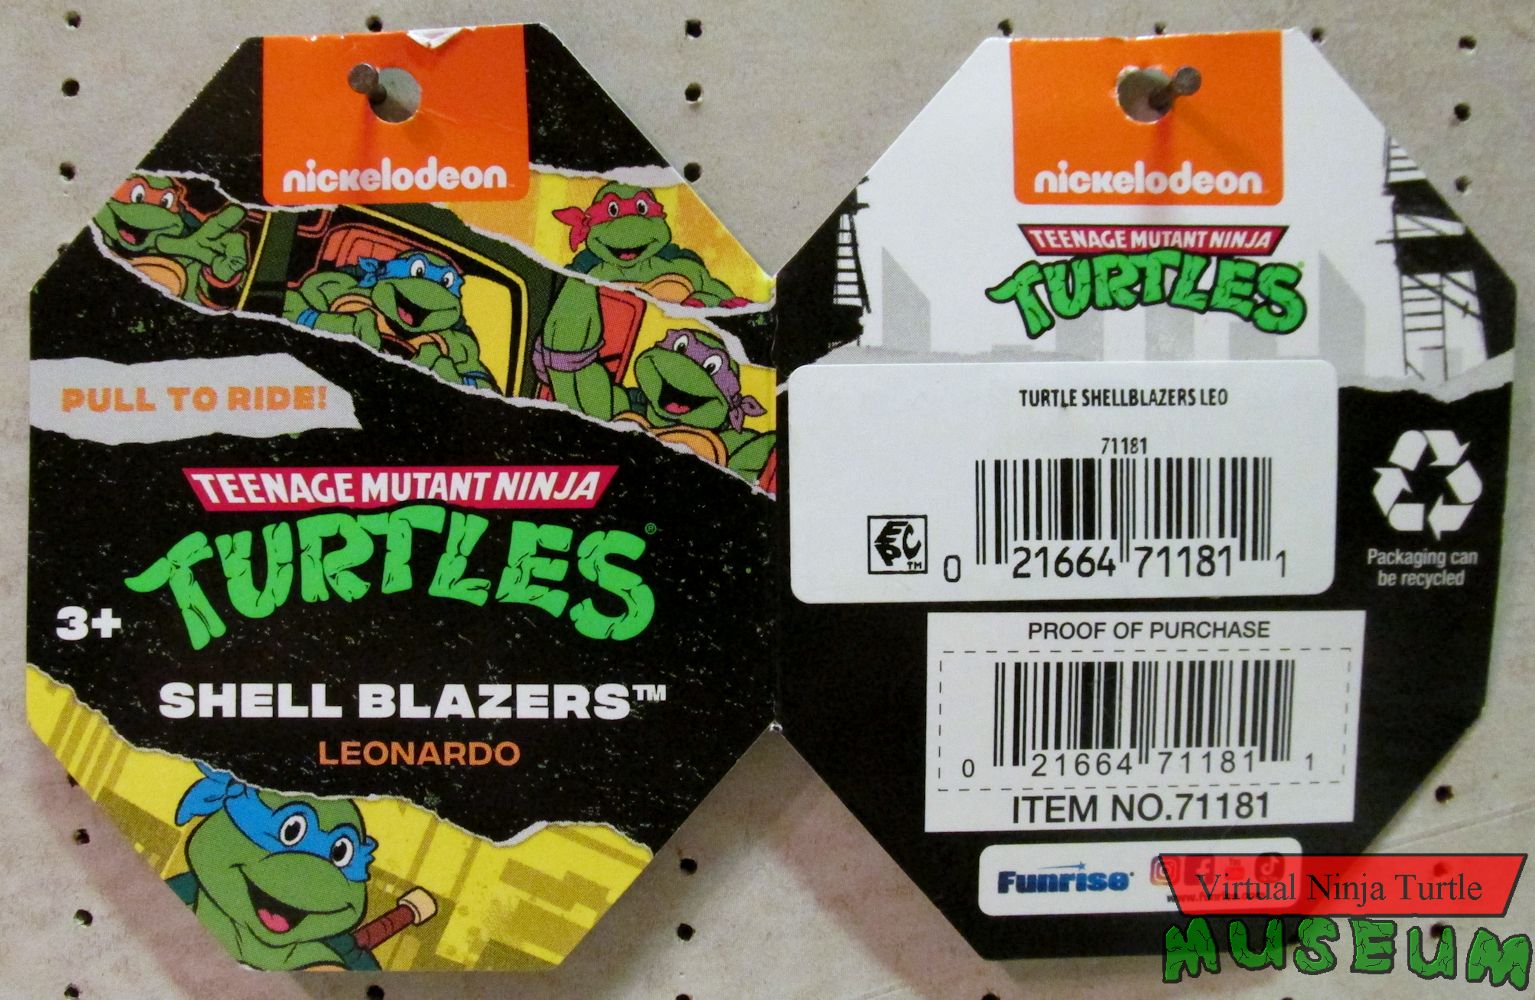 nickelodeon
PULL TO RIDE!
TEENAGE MUTANT NINJA
TURTLES®
3+
SHELL BLAZERS™
LEONARDO
nickelodeon
TEENAGE MUTANT NINJA
TURTLES
TURTLE SHELLBLAZERS LEO
71181
EPC TM
0 21664 71181 1
Packaging can
be recycled
PROOF OF PURCHASE
0 21664 71181 1
ITEM NO.71181
Funrise
Virtual Ninja Turtle
MUSEUM